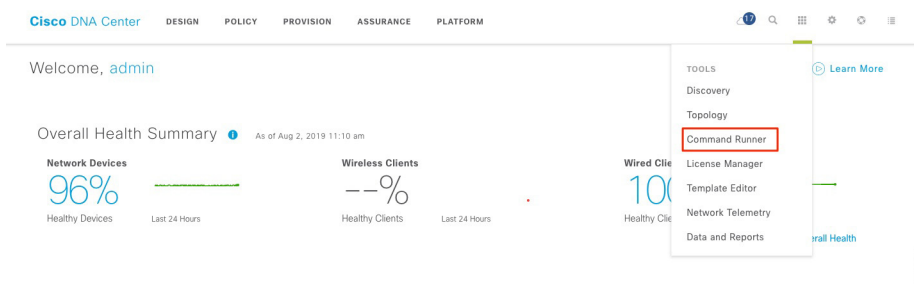 Cisco DNA Center DESIGN POLICY PROVISION ASSURANCE PLATFORM 17
Welcome, admin
Learn More
TOOLS
Discovery
Topology
Command Runner
License Manager
Template Editor
Network Telemetry
Data and Reports
Overall Health Summary As of Aug 2, 2019 11:10 am
Network Devices
96%
Healthy Devices Last 24 Hours
Wireless Clients
--%
Healthy Clients Last 24 Hours
Wired Clie
10
Healthy Clie
erall Health